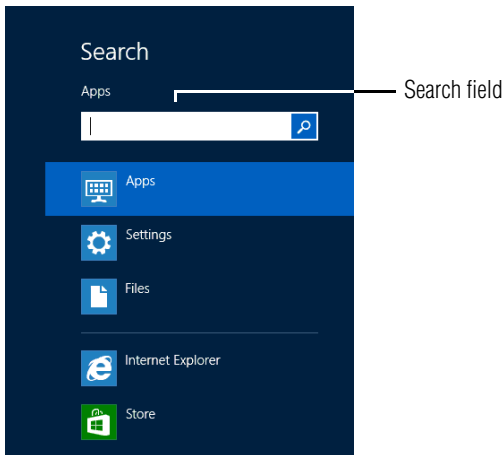 Search
Apps
Search field
Apps
Settings
Files
Internet Explorer
Store